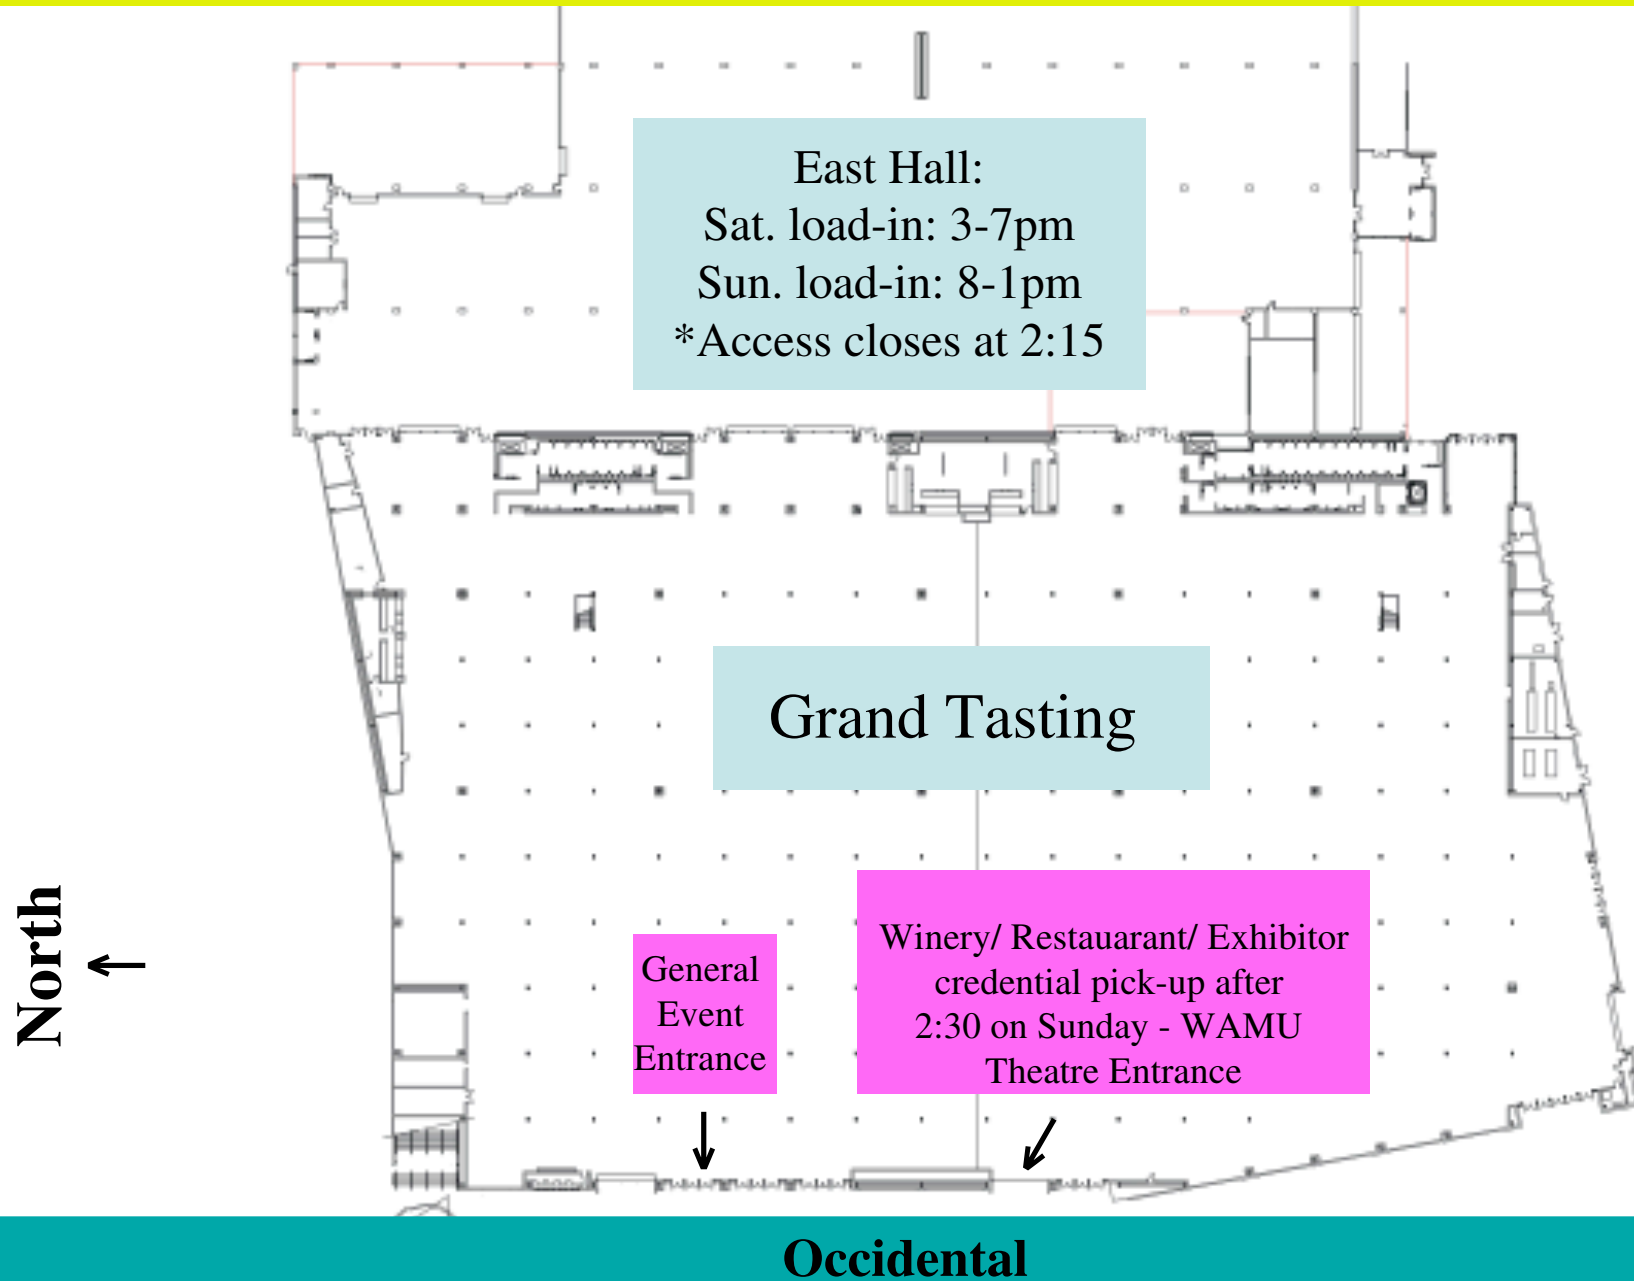 East Hall:
Sat. load-in: 3-7pm
Sun. load-in: 8-1pm
*Access closes at 2:15
Grand Tasting
North
General
Event
Entrance
Winery/ Restauarant/ Exhibitor
credential pick-up after
2:30 on Sunday - WAMU
Theatre Entrance
Occidental